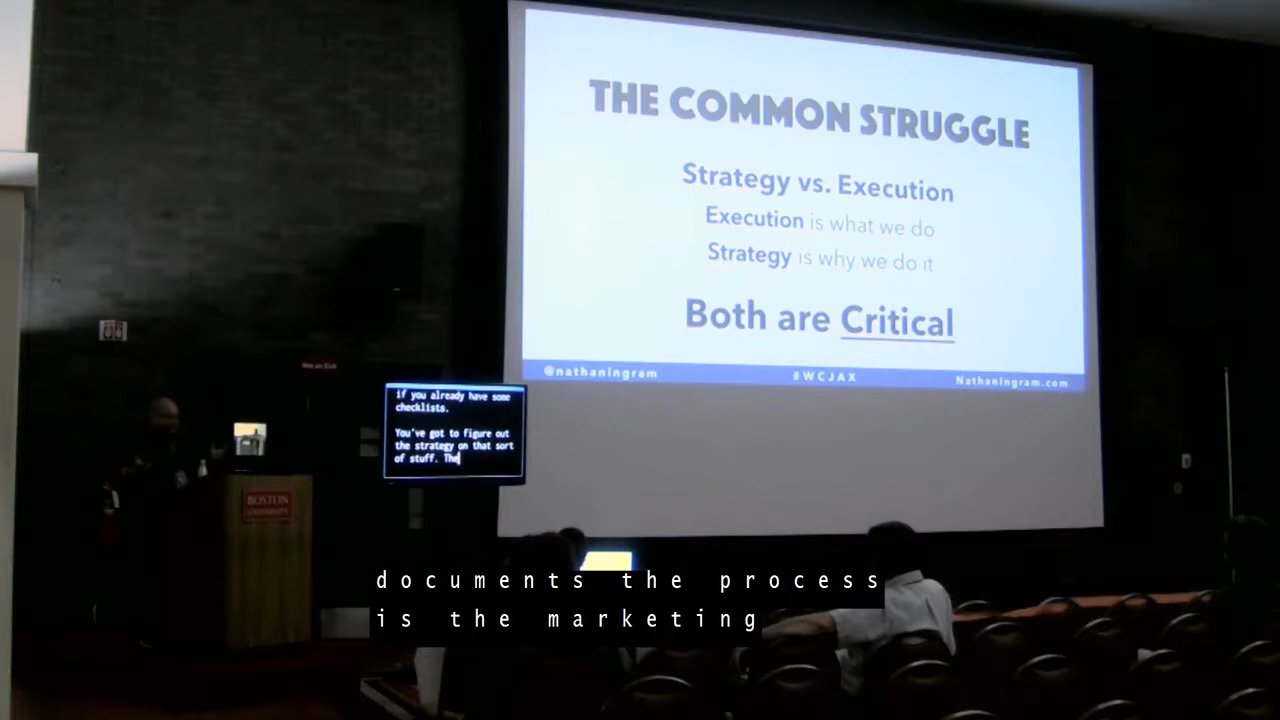 THE COMMON STRUGGLE
Strategy vs. Execution
Execution is what we do
Strategy is why we do it
Both are Critical
@nathaningram
#WCJAX
NathanIngram.com
if you already have some
checklists.
You've got to figure out
the strategy on that sort
of stuff. The
BOSTON
UNIVERSITY
documents the process
is the marketing